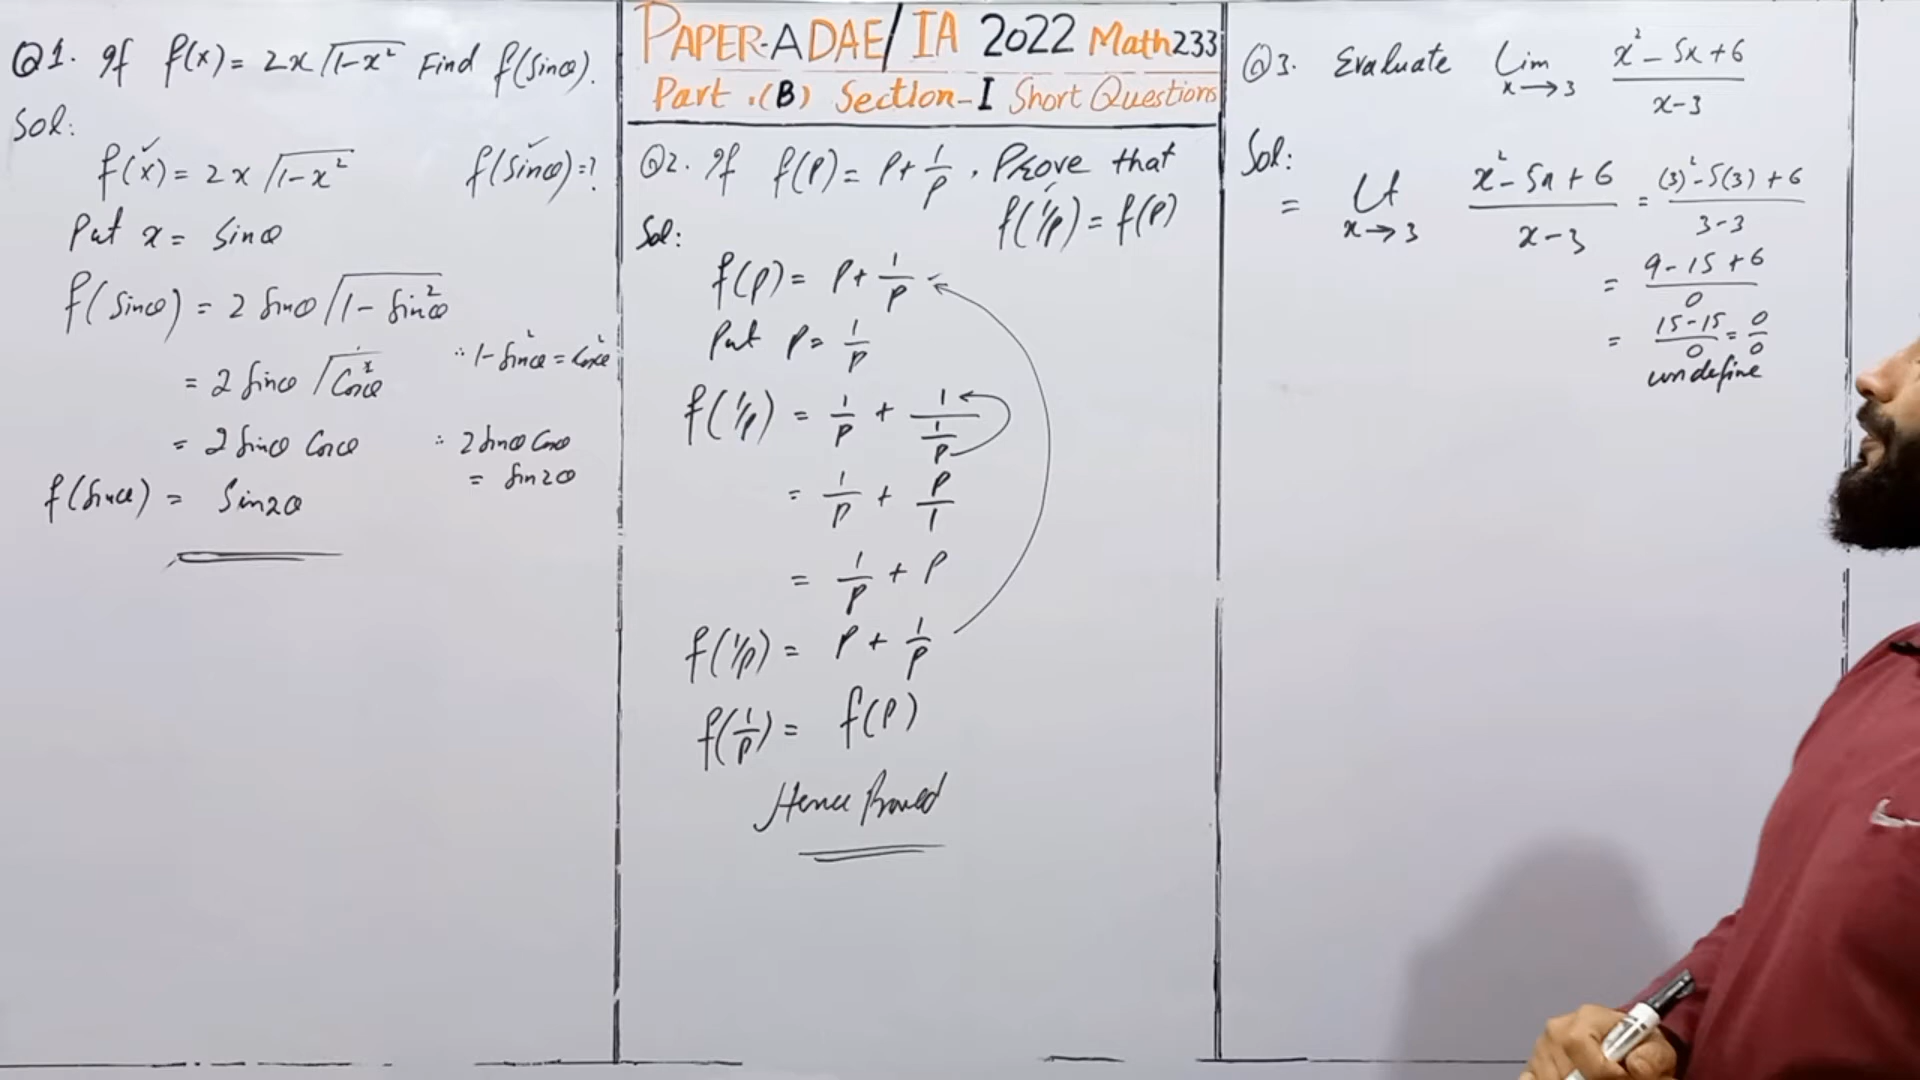 Q1. If f(x) = 2x √1-x² Find f(Sinθ).
Sol:
f(x) = 2x √1-x² f(Sinθ)=?
Put x = Sinθ
f(Sinθ) = 2 Sinθ √1 - Sin²θ
= 2 Sinθ √Cos²θ ∵ 1-Sin²θ = Cos²θ
= 2 Sinθ Cosθ ∵ 2 Sinθ Cosθ
= Sin2θ
f(Sinθ) = Sin2θ
PAPER-A DAE/IA 2022 Math 233
Part.(B) Section-I Short Questions
Q2. If f(P) = P + 1/P . Prove that
f(1/P) = f(P)
Sol:
f(P) = P + 1/P
Put P = 1/P
f(1/P) = 1/P + 1/(1/P)
= 1/P + P/1
= 1/P + P
f(1/P) = P + 1/P
f(1/P) = f(P)
Hence Proved
Q3. Evaluate Lim x→3 (x² - 5x + 6)/(x-3)
Sol:
= Lt x→3 (x² - 5x + 6)/(x-3) = ((3)² - 5(3) + 6)/(3-3)
= (9 - 15 + 6)/0
= (15-15)/0 = 0/0
undefine